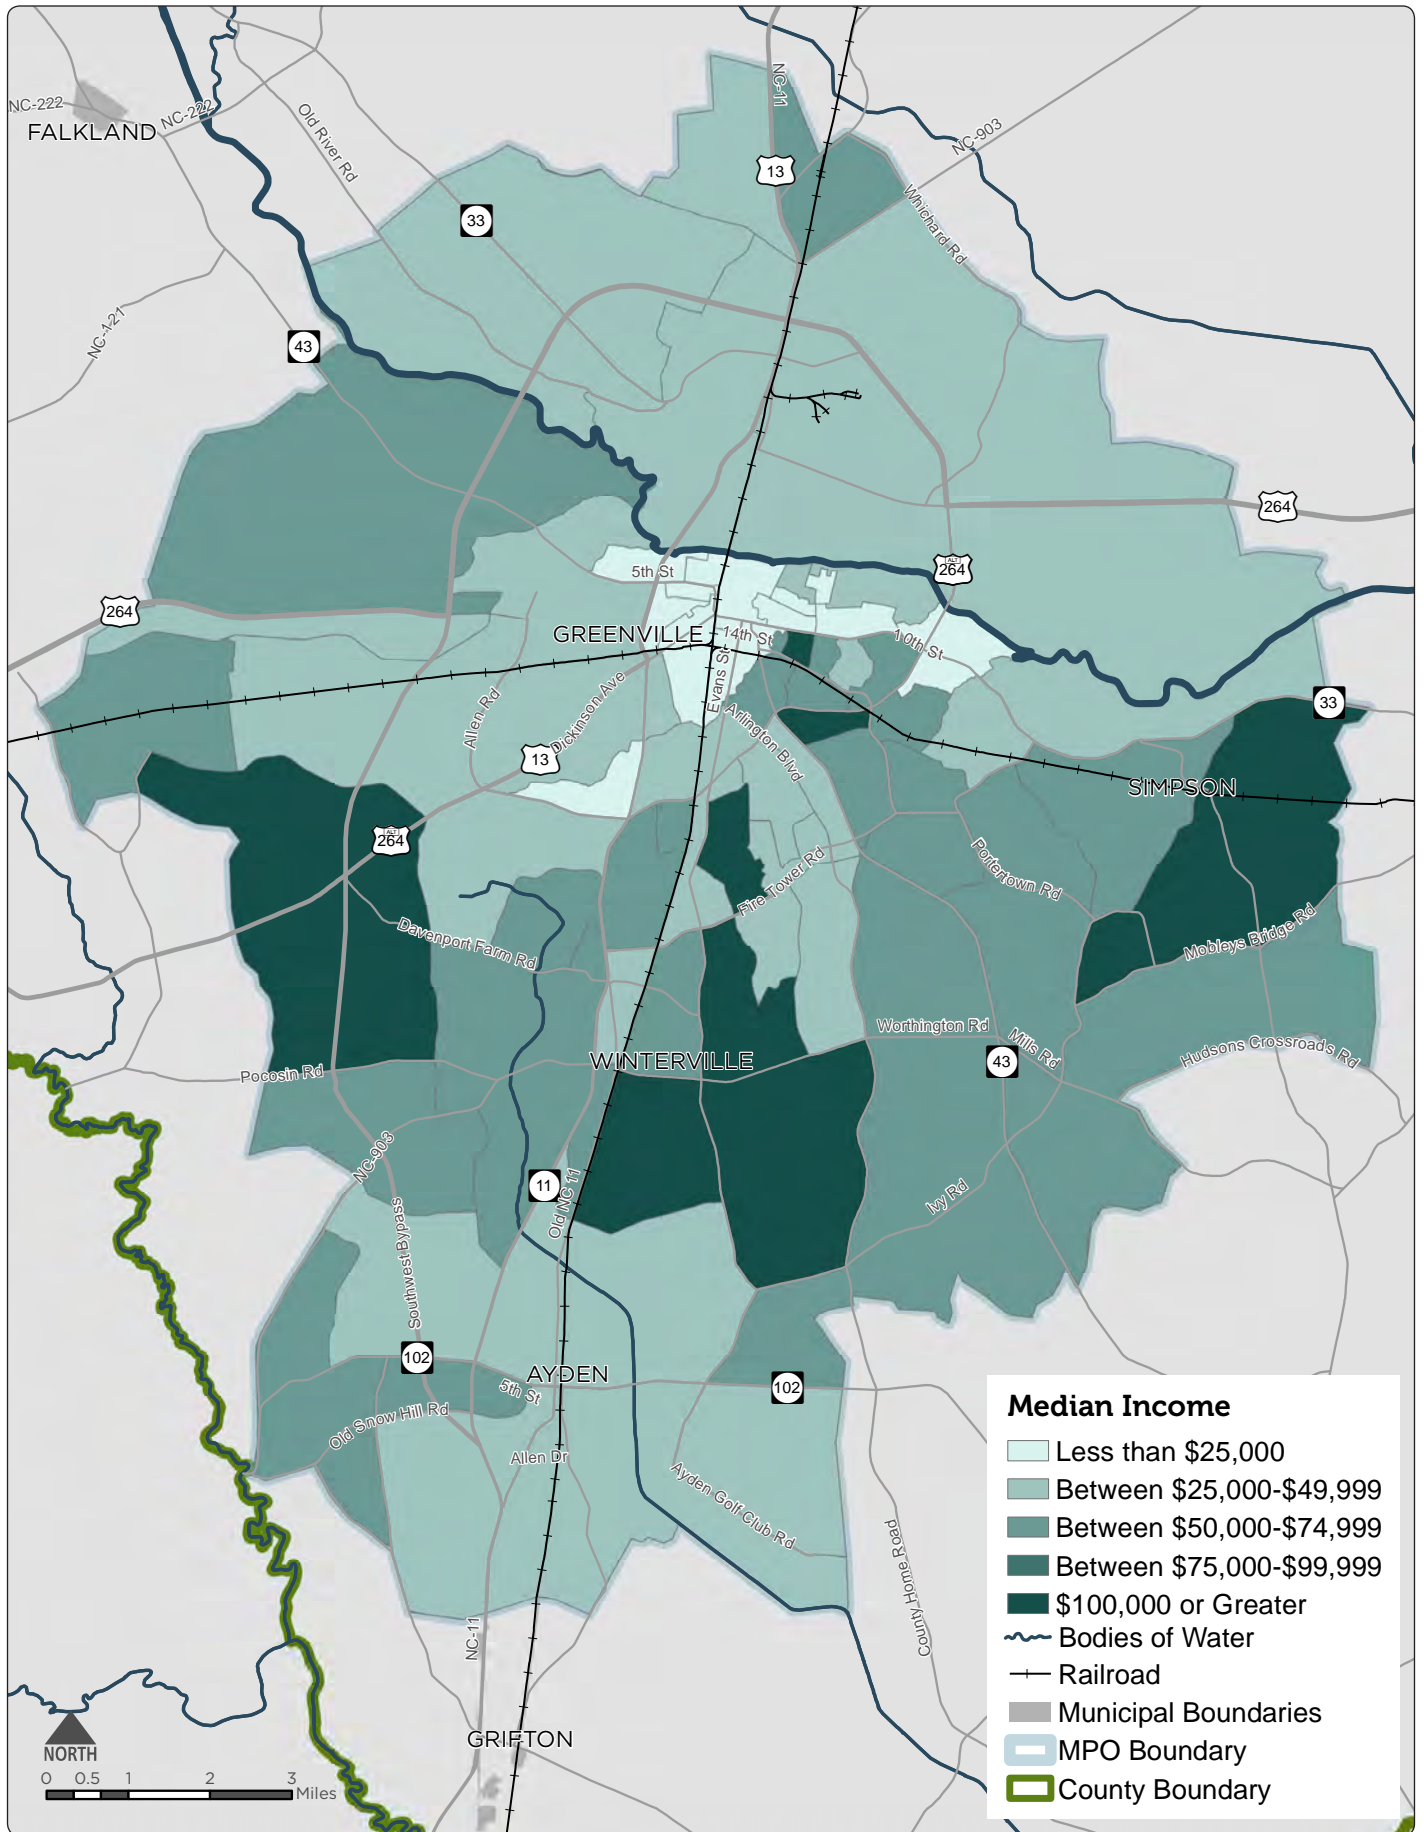 NC-11
NC-222
NC-222
FALKLAND
Old River Rd
NC-903
13
Whichard Rd
33
NC-121
43
264
ALT
264
264
5th St
GREENVILLE
14th St
10th St
Evans St
Allen Rd
Dickinson Ave
Arlington Blvd
33
13
SIMPSON
ALT
264
Portertown Rd
Fire Tower Rd
Davenport Farm Rd
Mobleys Bridge Rd
Worthington Rd
Mills Rd
43
Hudsons Crossroads Rd
WINTERVILLE
Pocosin Rd
NC-903
11
Old NC 11
Ivy Rd
Southwest Bypass
102
AYDEN
5th St
102
Old Snow Hill Rd
Allen Dr
Ayden Golf Club Rd
County Home Road
NC-11
GRIFTON
NORTH
0 0.5 1 2 3
Miles
Median Income
Less than $25,000
Between $25,000-$49,999
Between $50,000-$74,999
Between $75,000-$99,999
$100,000 or Greater
Bodies of Water
Railroad
Municipal Boundaries
MPO Boundary
County Boundary